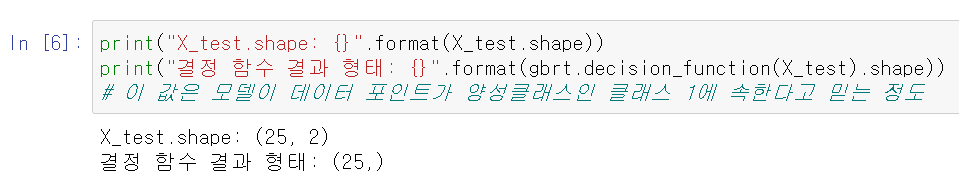 In [6]: print("X_test.shape: {}".format(X_test.shape))
print("결정 함수 결과 형태: {}".format(gbrt.decision_function(X_test).shape))
# 이 값은 모델이 데이터 포인트가 양성클래스인 클래스 1에 속한다고 믿는 정도
X_test.shape: (25, 2)
결정 함수 결과 형태: (25,)